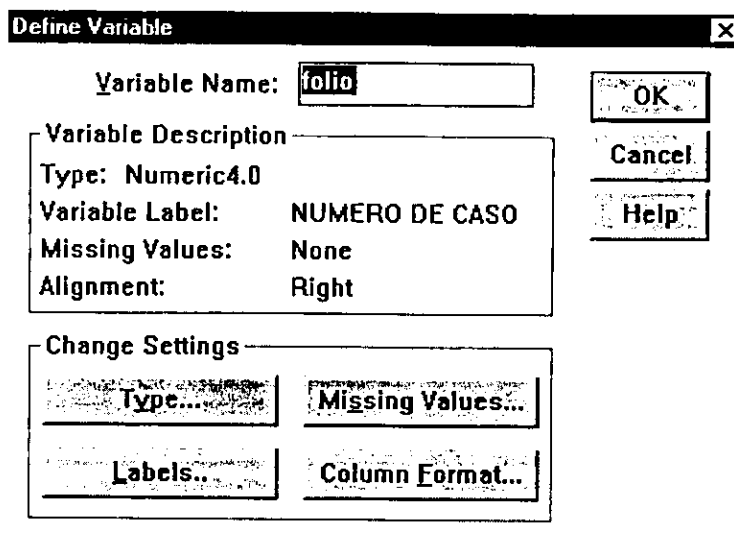 Define Variable
Variable Name: folio
OK
Cancel
Help
Variable Description
Type: Numeric4.0
Variable Label: NUMERO DE CASO
Missing Values: None
Alignment: Right
Change Settings
Type... Missing Values...
Labels.. Column Format...